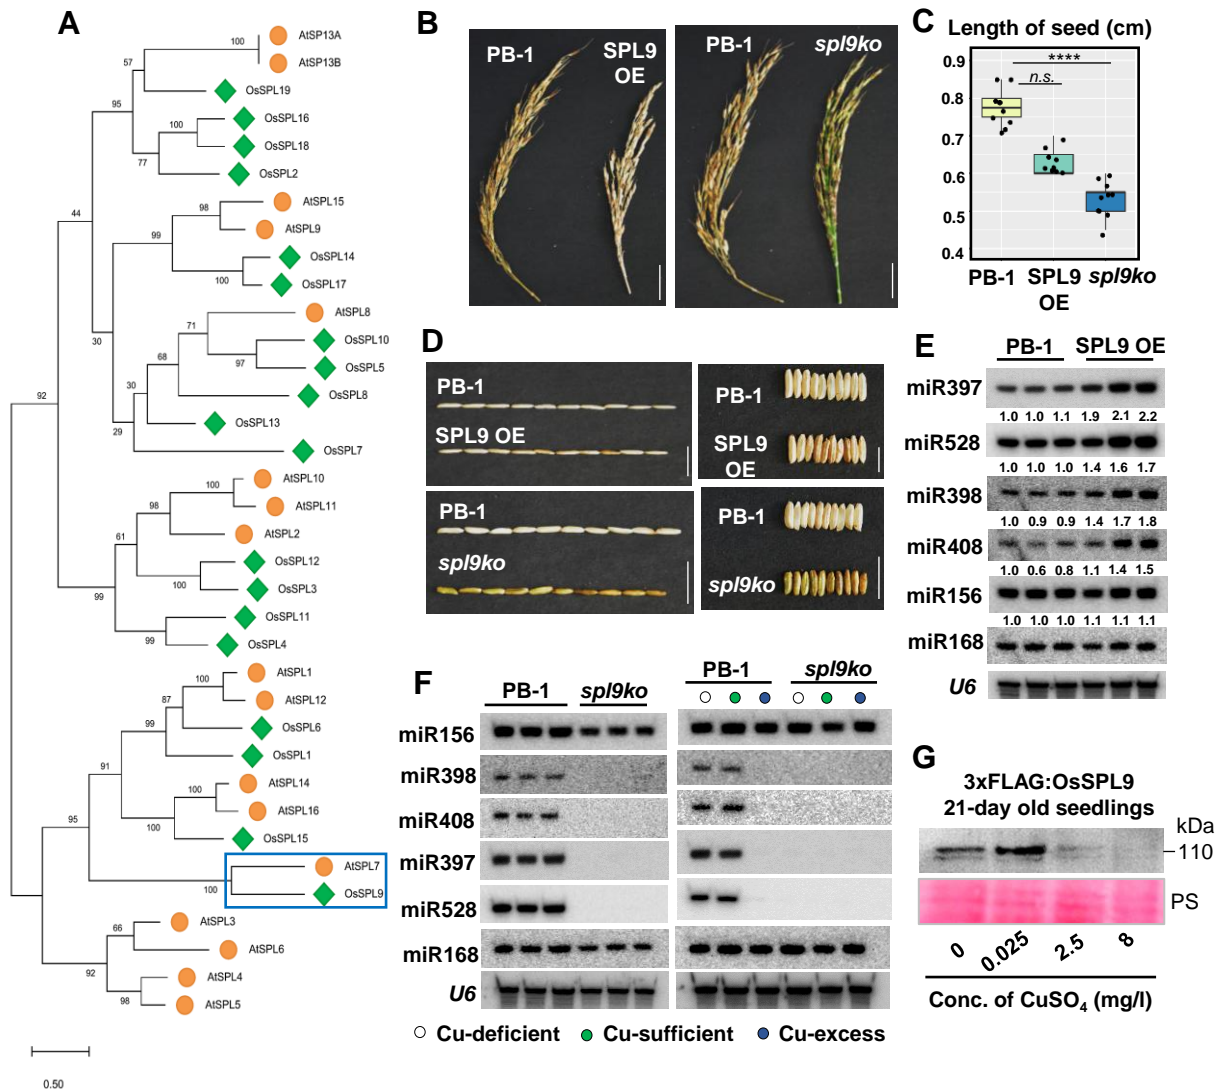 A
AtSP13A
100
AtSP13B
57
OsSPL19
95
OsSPL16
100
OsSPL18
77
OsSPL2
44
AtSPL15
98
AtSPL9
99
OsSPL14
100
OsSPL17
30
AtSPL8
71
OsSPL10
97
OsSPL5
68
OsSPL8
30
OsSPL13
29
OsSPL7
92
AtSPL10
100
AtSPL11
98
AtSPL2
61
OsSPL12
100
OsSPL3
99
OsSPL11
99
OsSPL4
AtSPL1
100
AtSPL12
87
OsSPL6
99
OsSPL1
91
AtSPL14
100
AtSPL16
100
OsSPL15
95
AtSPL7
100
OsSPL9
AtSPL3
66
AtSPL6
92
AtSPL4
98
AtSPL5
0.50
B
PB-1
SPL9
OE
PB-1
spl9ko
C
Length of seed (cm)
0.9
0.8
0.7
0.6
0.5
0.4
****
n.s.
PB-1 SPL9 spl9ko
OE
D
PB-1
SPL9 OE
PB-1
SPL9
OE
PB-1
spl9ko
PB-1
spl9ko
E
PB-1 SPL9 OE
miR397
1.0 1.0 1.1 1.9 2.1 2.2
miR528
1.0 1.0 1.0 1.4 1.6 1.7
miR398
1.0 0.9 0.9 1.4 1.7 1.8
miR408
1.0 0.6 0.8 1.1 1.4 1.5
miR156
1.0 1.0 1.0 1.1 1.1 1.1
miR168
U6
F
PB-1 spl9ko
PB-1 spl9ko
miR156
miR398
miR408
miR397
miR528
miR168
U6
Cu-deficient Cu-sufficient Cu-excess
G
3xFLAG:OsSPL9
21-day old seedlings
kDa
110
PS
0 0.025 2.5 8
Conc. of CuSO4 (mg/l)